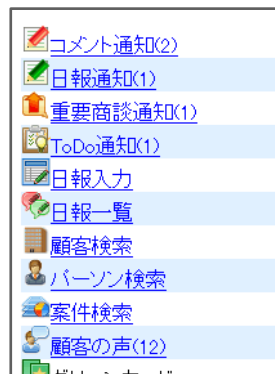 コメント通知(2)
日報通知(1)
重要商談通知(1)
ToDo通知(1)
日報入力
日報一覧
顧客検索
パーソン検索
案件検索
顧客の声(12)